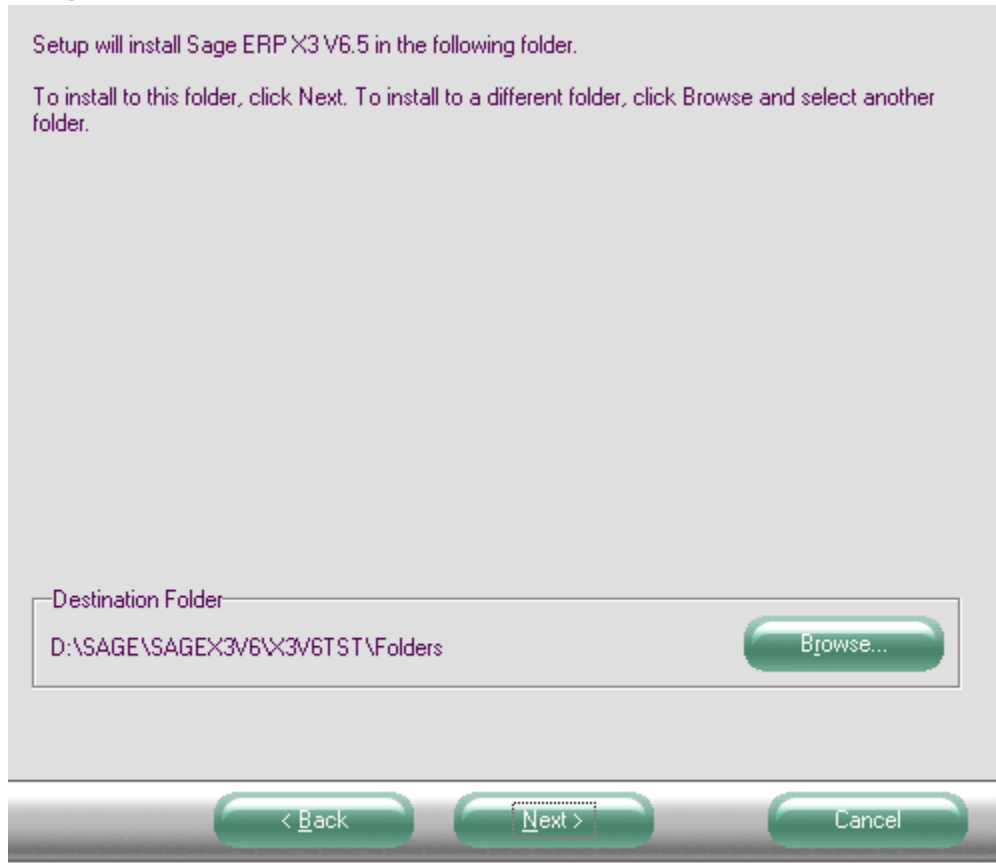 Setup will install Sage ERP X3 V6.5 in the following folder.
To install to this folder, click Next. To install to a different folder, click Browse and select another
folder.
Destination Folder
D:\SAGE\SAGEX3V6\X3V6TST\Folders
Browse...
< Back
Next >
Cancel